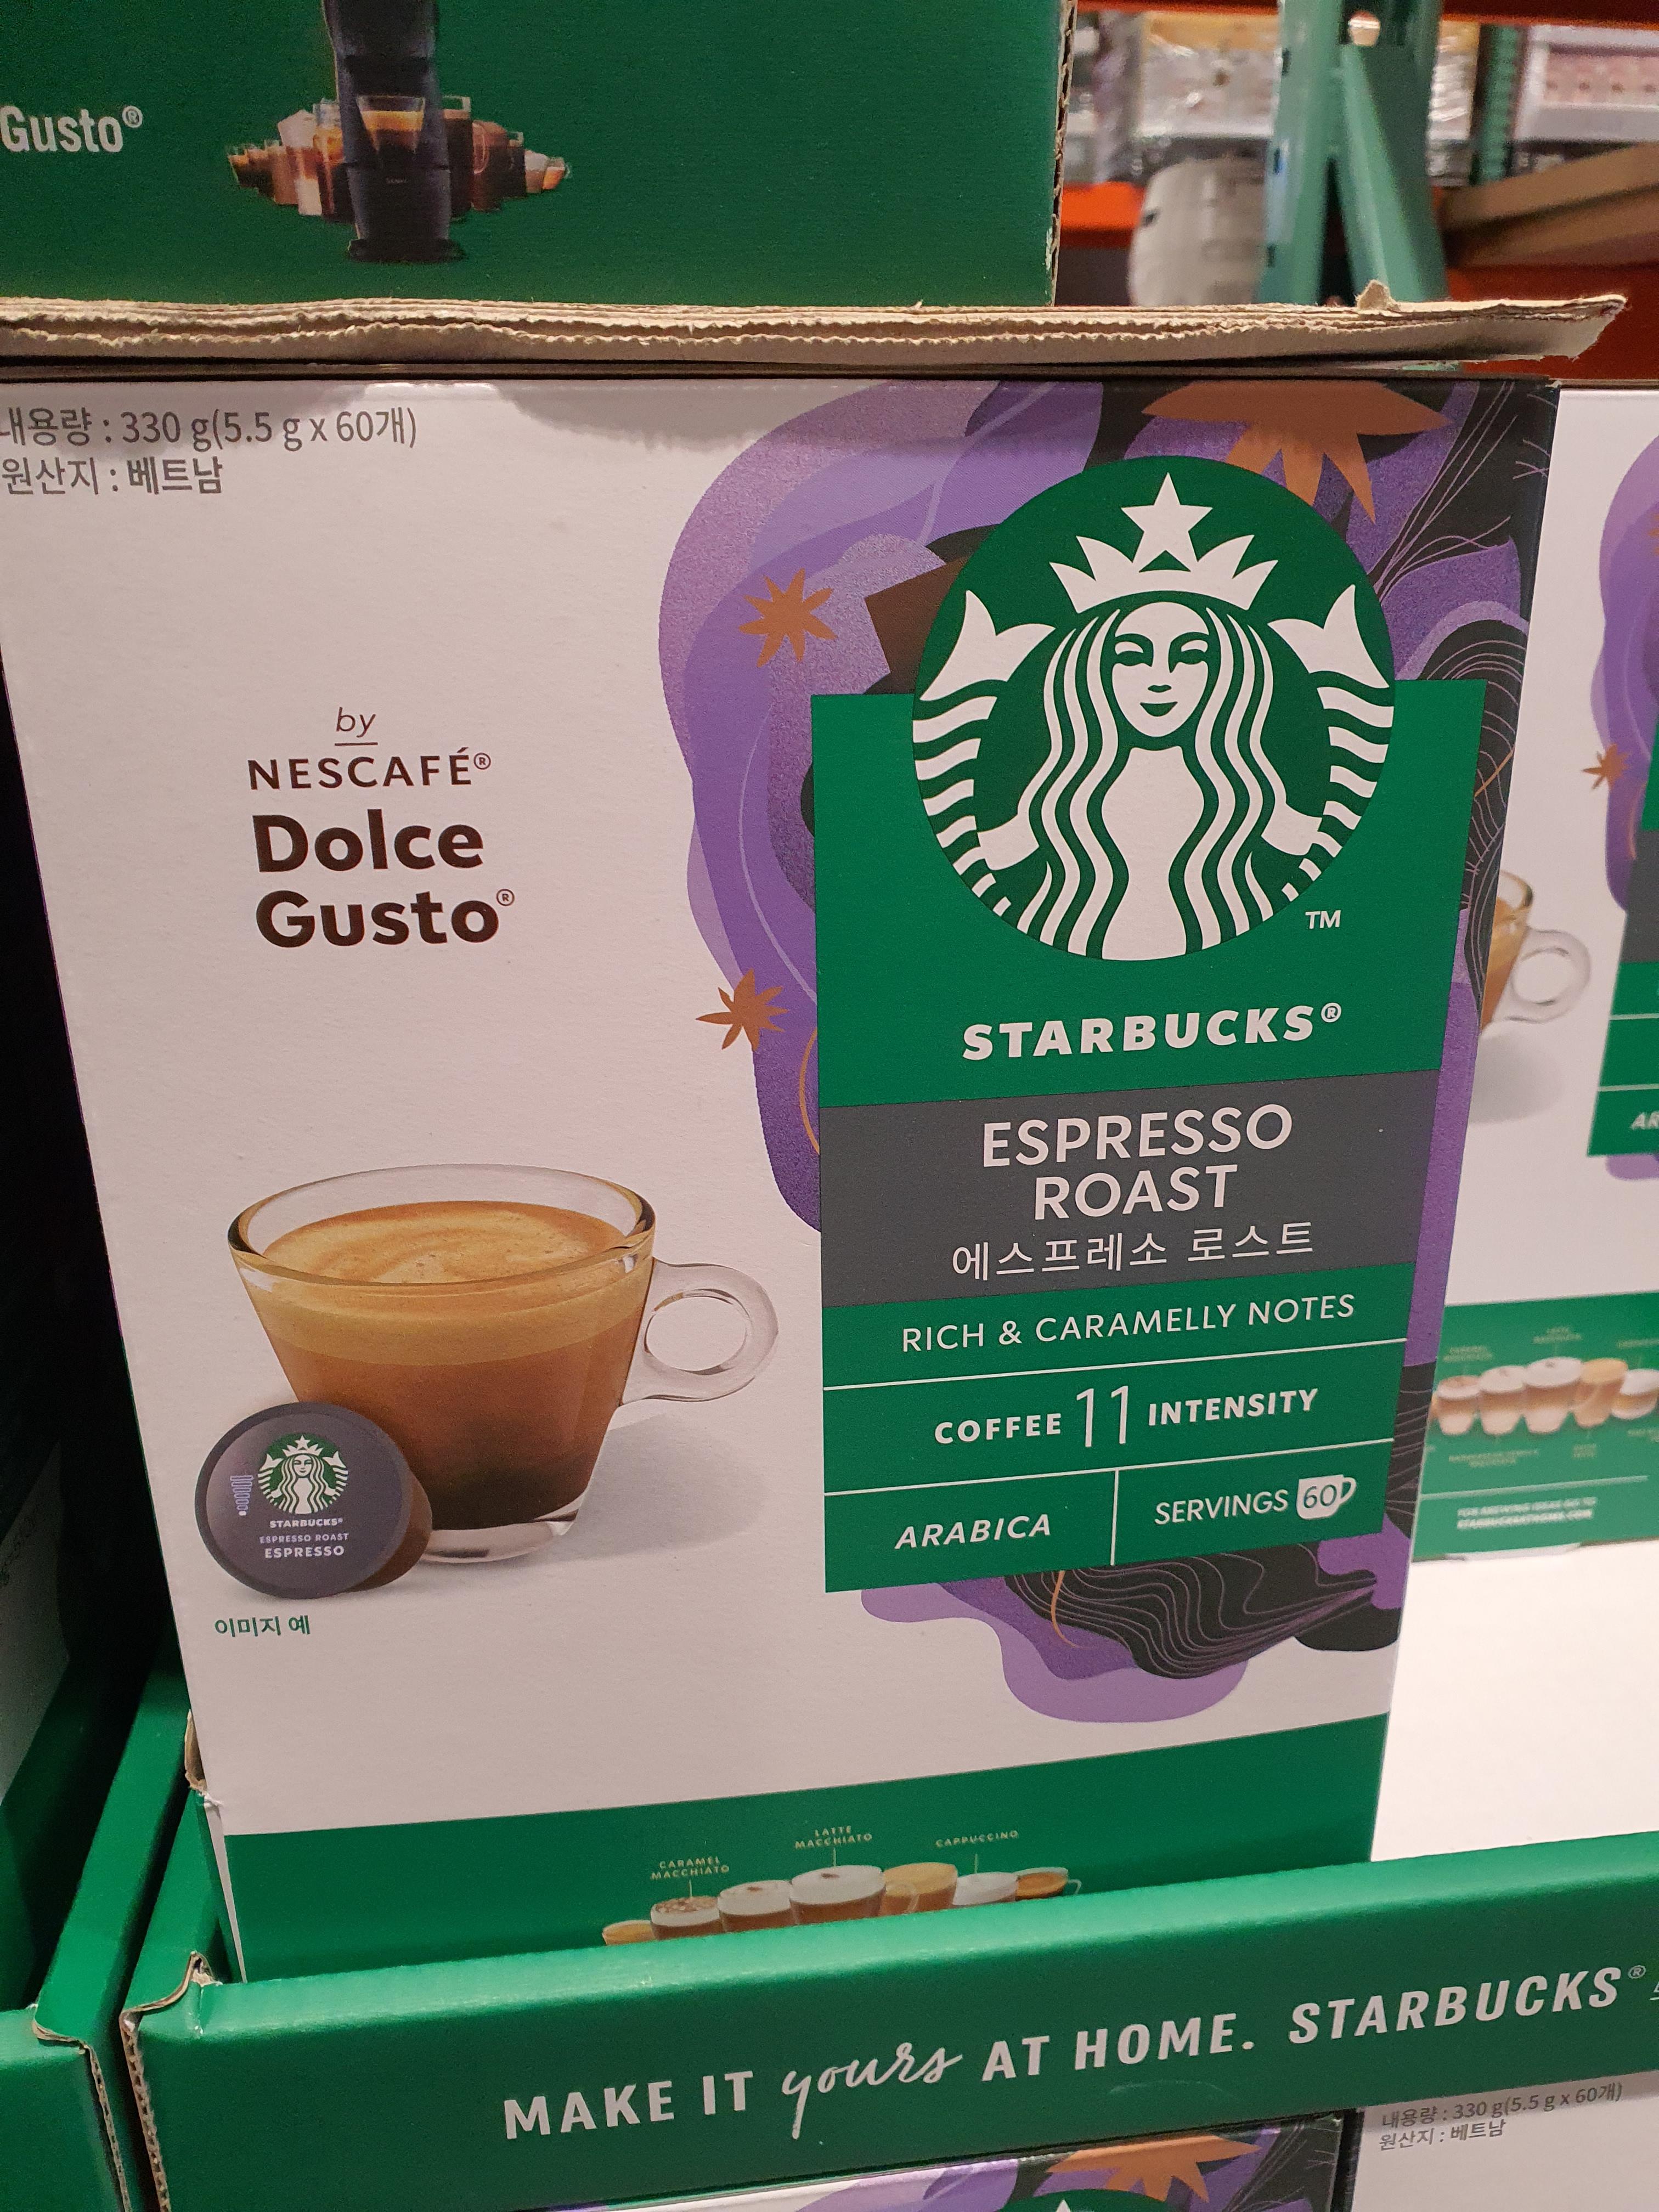 Gusto®
내용량 : 330 g(5.5 g x 60개)
원산지 : 베트남
by
NESCAFÉ®
Dolce
Gusto®
TM
STARBUCKS®
ESPRESSO
ROAST
에스프레소 로스트
RICH & CARAMELLY NOTES
COFFEE 11 INTENSITY
ARABICA
SERVINGS 60
STARBUCKS®
ESPRESSO ROAST
ESPRESSO
이미지 예
CARAMEL
MACCHIATO
LATTE
MACCHIATO
CAPPUCCINO
MAKE IT yours AT HOME. STARBUCKS®
내용량 : 330 g(5.5 g x 60개)
원산지 : 베트남